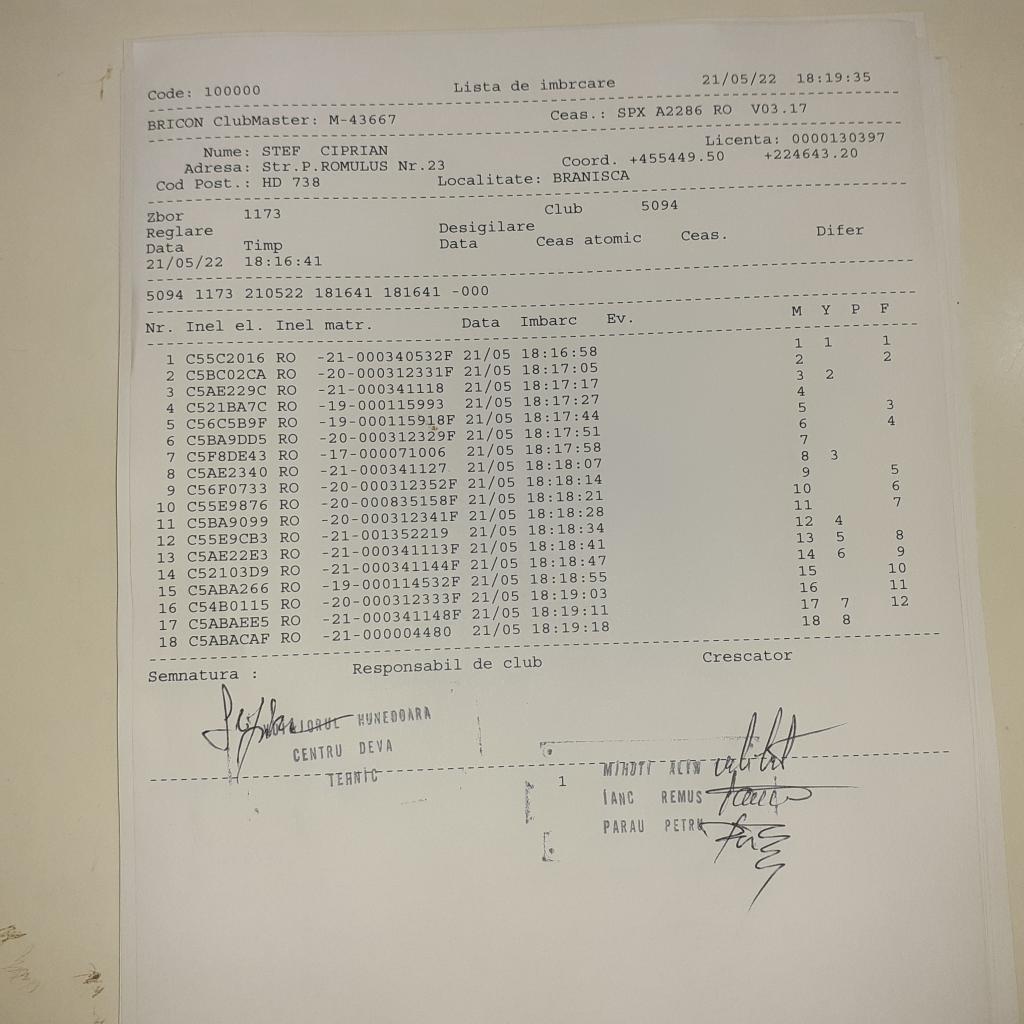 Code: 100000 Lista de imbrcare 21/05/22 18:19:35
BRICON ClubMaster: M-43667 Ceas.: SPX A2286 RO V03.17
Licenta: 0000130397
Nume: STEF CIPRIAN
Adresa: Str.P.ROMULUS Nr.23 Coord. +455449.50 +224643.20
Cod Post.: HD 738 Localitate: BRANISCA
Zbor 1173 Club 5094
Reglare Desigilare
Data Timp Data Ceas atomic Ceas. Difer
21/05/22 18:16:41
5094 1173 210522 181641 181641 -000
Nr. Inel el. Inel matr. Data Imbarc Ev. M Y P F
1 C55C2016 RO -21-000340532F 21/05 18:16:58 1 1 1
2 C5BC02CA RO -20-000312331F 21/05 18:17:05 2 2
3 C5AE229C RO -21-000341118 21/05 18:17:17 3 2
4 C521BA7C RO -19-000115993 21/05 18:17:27 4
5 C56C5B9F RO -19-000115918F 21/05 18:17:44 5 3
6 C5BA9DD5 RO -20-000312329F 21/05 18:17:51 6 4
7 C5F8DE43 RO -17-000071006 21/05 18:17:58 7
8 C5AE2340 RO -21-000341127 21/05 18:18:07 8 3
9 C56F0733 RO -20-000312352F 21/05 18:18:14 9 5
10 C55E9876 RO -20-000835158F 21/05 18:18:21 10 6
11 C5BA9099 RO -20-000312341F 21/05 18:18:28 11 7
12 C55E9CB3 RO -21-001352219 21/05 18:18:34 12 4
13 C5AE22E3 RO -21-000341113F 21/05 18:18:41 13 5 8
14 C52103D9 RO -21-000341144F 21/05 18:18:47 14 6 9
15 C5ABA266 RO -19-000114532F 21/05 18:18:55 15 10
16 C54B0115 RO -20-000312333F 21/05 18:19:03 16 11
17 C5ABAEE5 RO -21-000341148F 21/05 18:19:11 17 7 12
18 C5ABACAF RO -21-000004480 21/05 18:19:18 18 8
Semnatura : Responsabil de club Crescator
HUNEDOARA
CENTRU DEVA
1
IANC REMUS
PARAU PETRU